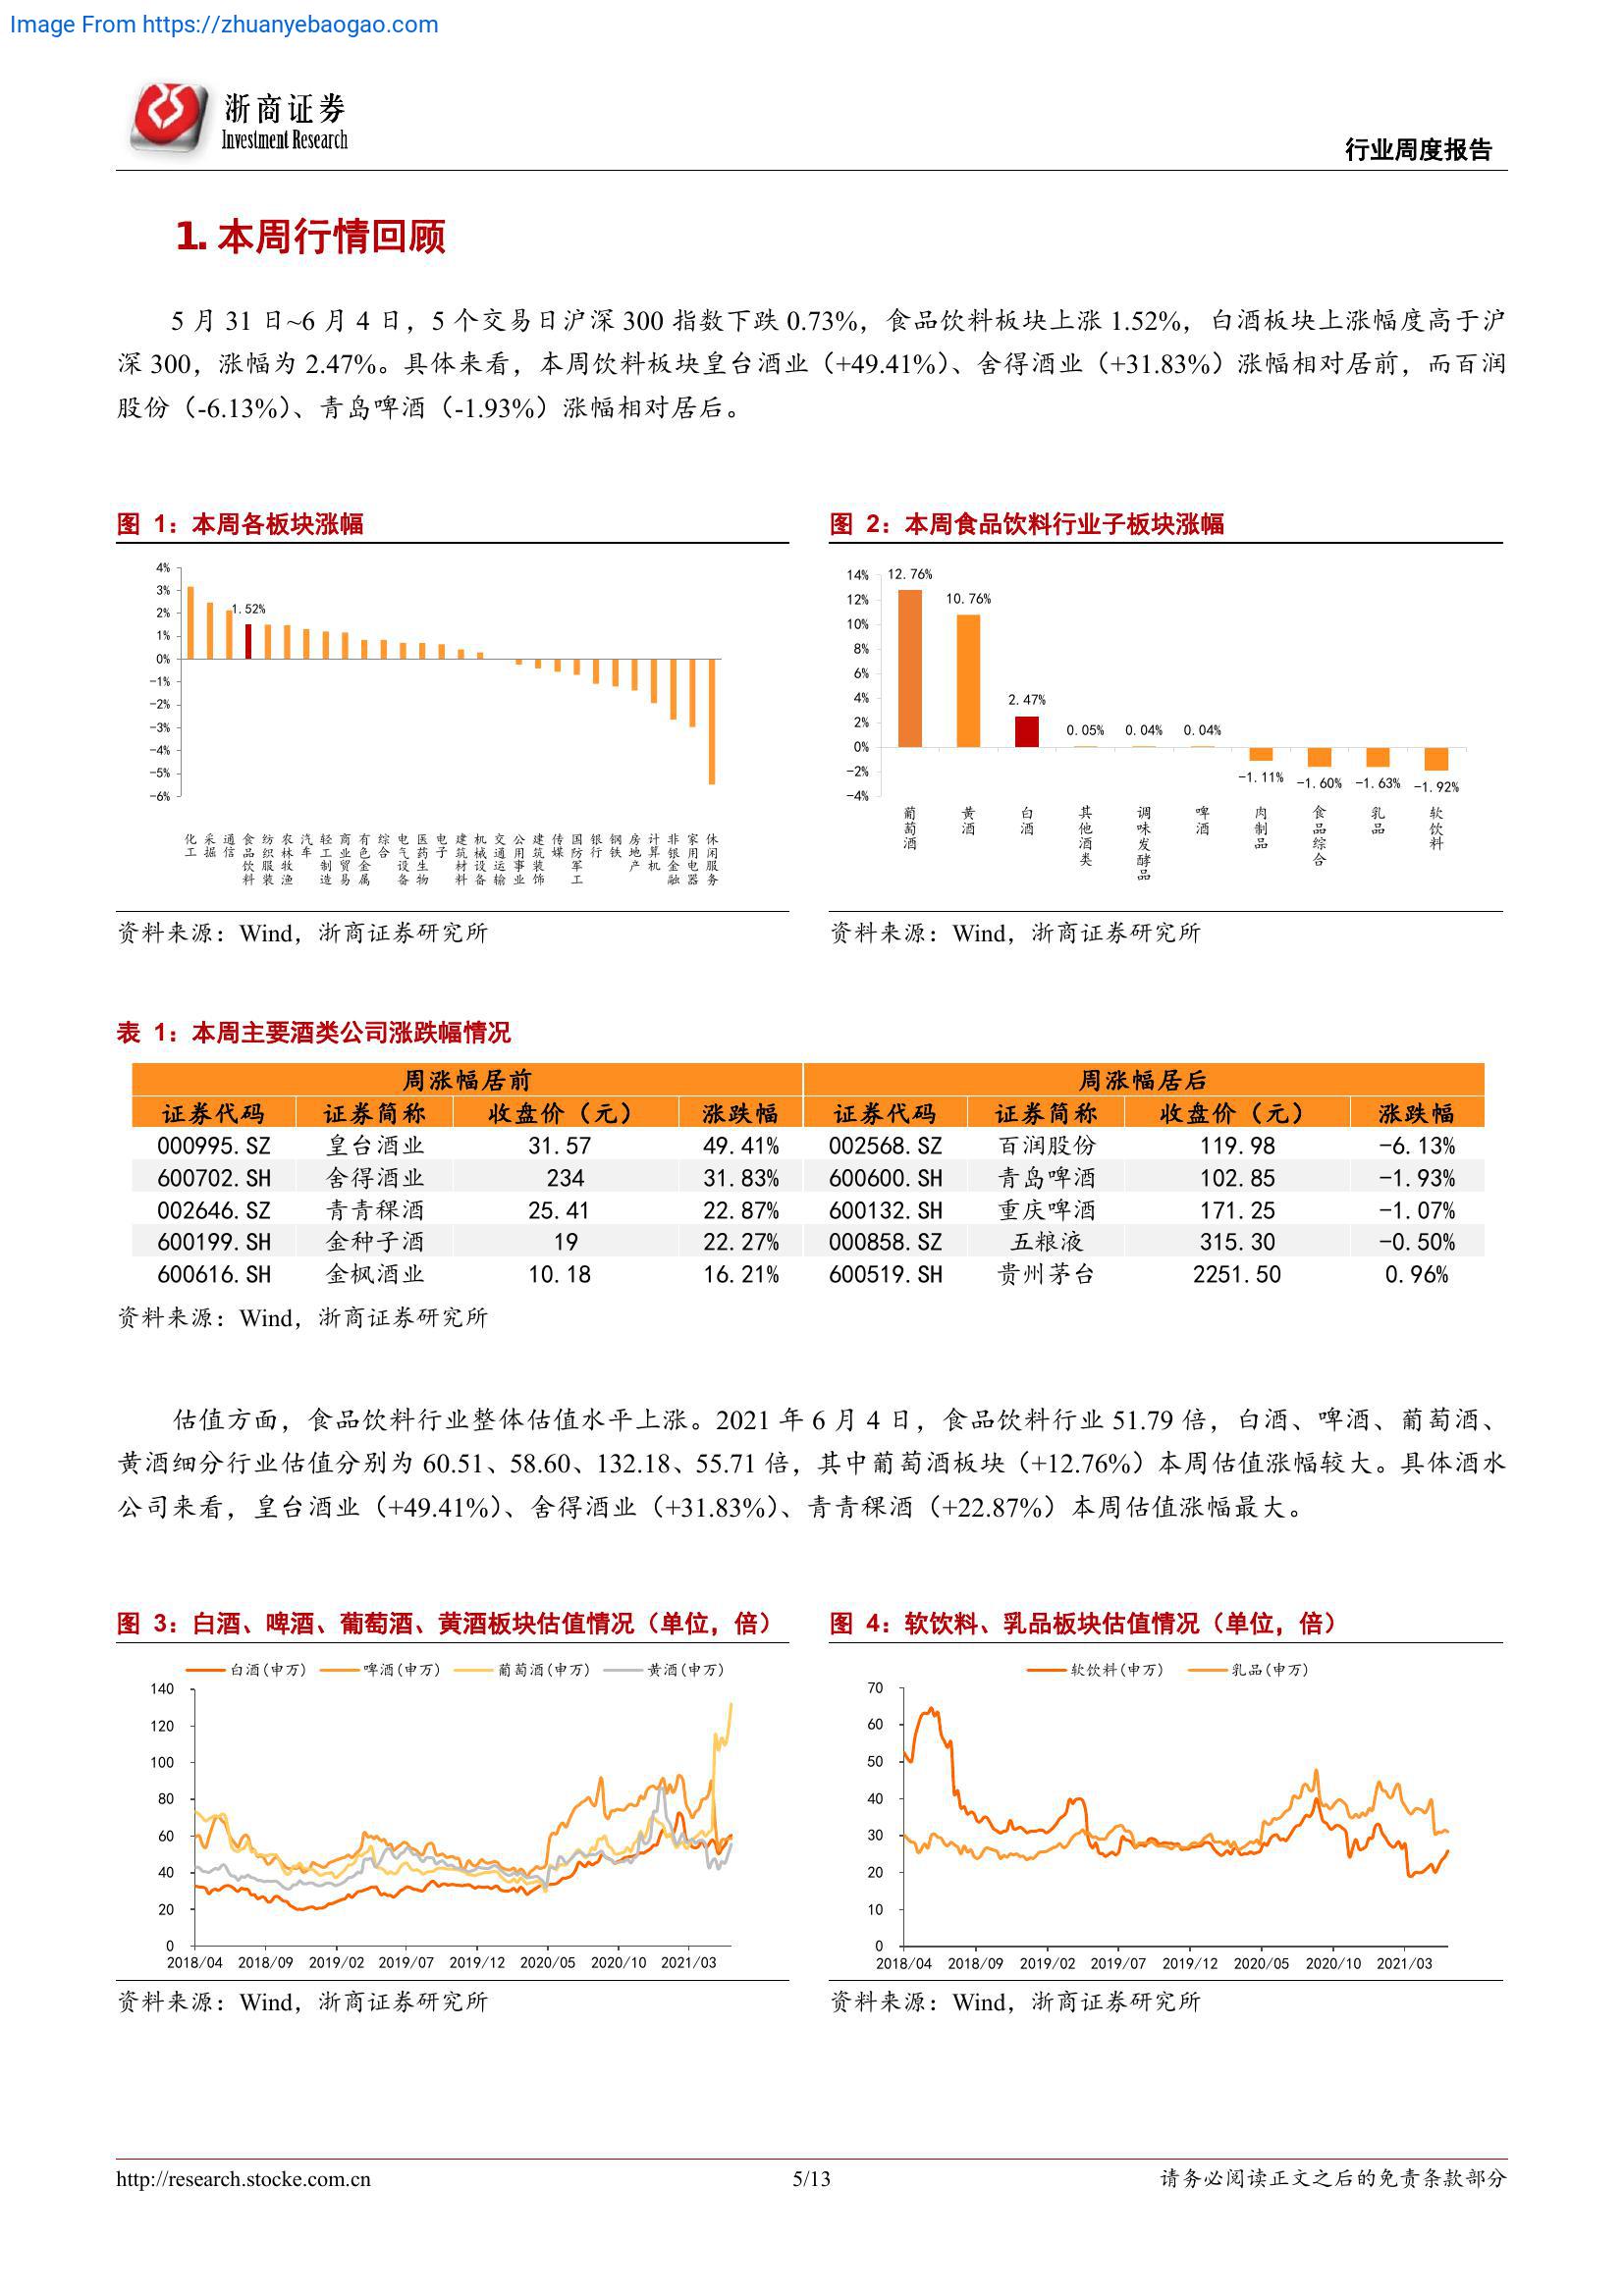 Image From https://zhuanyebaogao.com
浙商证券
Investment Research
行业周度报告
1. 本周行情回顾
5 月 31 日~6 月 4 日，5 个交易日沪深 300 指数下跌 0.73%，食品饮料板块上涨 1.52%，白酒板块上涨幅度高于沪
深 300，涨幅为 2.47%。具体来看，本周饮料板块皇台酒业（+49.41%）、舍得酒业（+31.83%）涨幅相对居前，而百润
股份（-6.13%）、青岛啤酒（-1.93%）涨幅相对居后。
图 1：本周各板块涨幅
4%
3%
2%
1%
0%
-1%
-2%
-3%
-4%
-5%
-6%
1.52%
化工 采掘 通信 食品饮料 纺织服装 农林牧渔 汽车 轻工制造 商业贸易 有色金属 综合 电气设备 医药生物 电子 建筑材料 机械设备 交通运输 公用事业 建筑装饰 传媒 国防军工 银行 钢铁 房地产 计算机 非银金融 家用电器 休闲服务
资料来源：Wind，浙商证券研究所
图 2：本周食品饮料行业子板块涨幅
14%
12%
10%
8%
6%
4%
2%
0%
-2%
-4%
12.76%
10.76%
2.47%
0.05% 0.04% 0.04%
-1.11% -1.60% -1.63% -1.92%
葡萄酒 黄酒 白酒 其他酒类 调味发酵品 啤酒 肉制品 食品综合 乳品 软饮料
资料来源：Wind，浙商证券研究所
表 1：本周主要酒类公司涨跌幅情况
周涨幅居前 周涨幅居后
证券代码 证券简称 收盘价（元） 涨跌幅 证券代码 证券简称 收盘价（元） 涨跌幅
000995.SZ 皇台酒业 31.57 49.41% 002568.SZ 百润股份 119.98 -6.13%
600702.SH 舍得酒业 234 31.83% 600600.SH 青岛啤酒 102.85 -1.93%
002646.SZ 青青稞酒 25.41 22.87% 600132.SH 重庆啤酒 171.25 -1.07%
600199.SH 金种子酒 19 22.27% 000858.SZ 五粮液 315.30 -0.50%
600616.SH 金枫酒业 10.18 16.21% 600519.SH 贵州茅台 2251.50 0.96%
资料来源：Wind，浙商证券研究所
估值方面，食品饮料行业整体估值水平上涨。2021 年 6 月 4 日，食品饮料行业 51.79 倍，白酒、啤酒、葡萄酒、
黄酒细分行业估值分别为 60.51、58.60、132.18、55.71 倍，其中葡萄酒板块（+12.76%）本周估值涨幅较大。具体酒水
公司来看，皇台酒业（+49.41%）、舍得酒业（+31.83%）、青青稞酒（+22.87%）本周估值涨幅最大。
图 3：白酒、啤酒、葡萄酒、黄酒板块估值情况（单位，倍）
白酒(申万) 啤酒(申万) 葡萄酒(申万) 黄酒(申万)
140
120
100
80
60
40
20
0
2018/04 2018/09 2019/02 2019/07 2019/12 2020/05 2020/10 2021/03
资料来源：Wind，浙商证券研究所
图 4：软饮料、乳品板块估值情况（单位，倍）
软饮料(申万) 乳品(申万)
70
60
50
40
30
20
10
0
2018/04 2018/09 2019/02 2019/07 2019/12 2020/05 2020/10 2021/03
资料来源：Wind，浙商证券研究所
http://research.stocke.com.cn
5/13
请务必阅读正文之后的免责条款部分